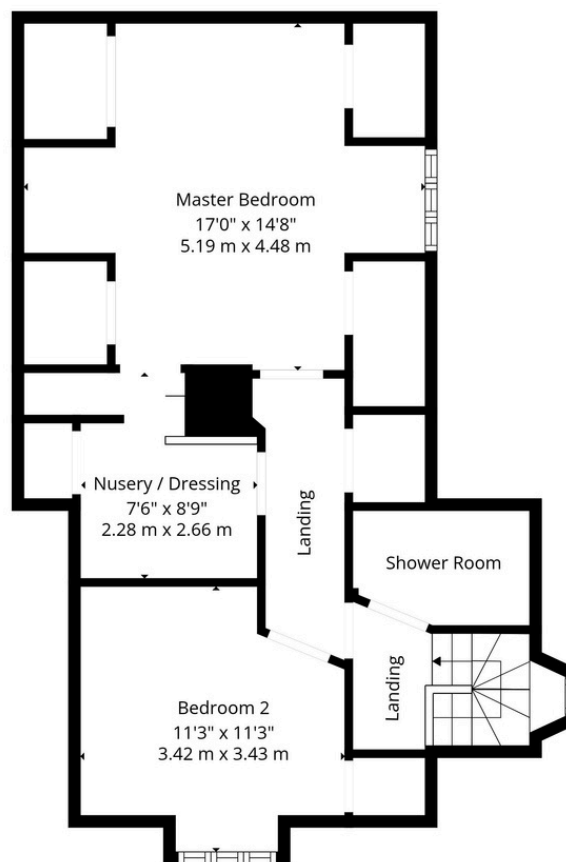 Master Bedroom
17'0" x 14'8"
5.19 m x 4.48 m
Nusery / Dressing
7'6" x 8'9"
2.28 m x 2.66 m
Landing
Shower Room
Landing
Bedroom 2
11'3" x 11'3"
3.42 m x 3.43 m